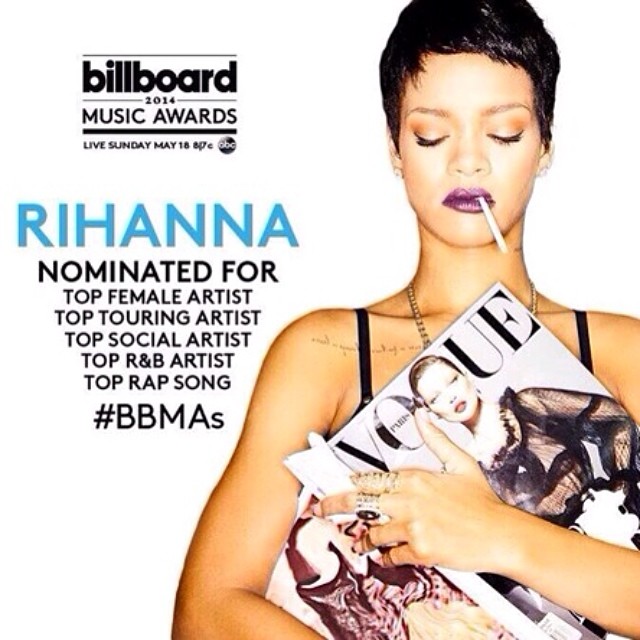 billboard
2014
MUSIC AWARDS
LIVE SUNDAY MAY 18 8|7c abc
RIHANNA
NOMINATED FOR
TOP FEMALE ARTIST
TOP TOURING ARTIST
TOP SOCIAL ARTIST
TOP R&B ARTIST
TOP RAP SONG
#BBMAs
VOGUE
PARIS